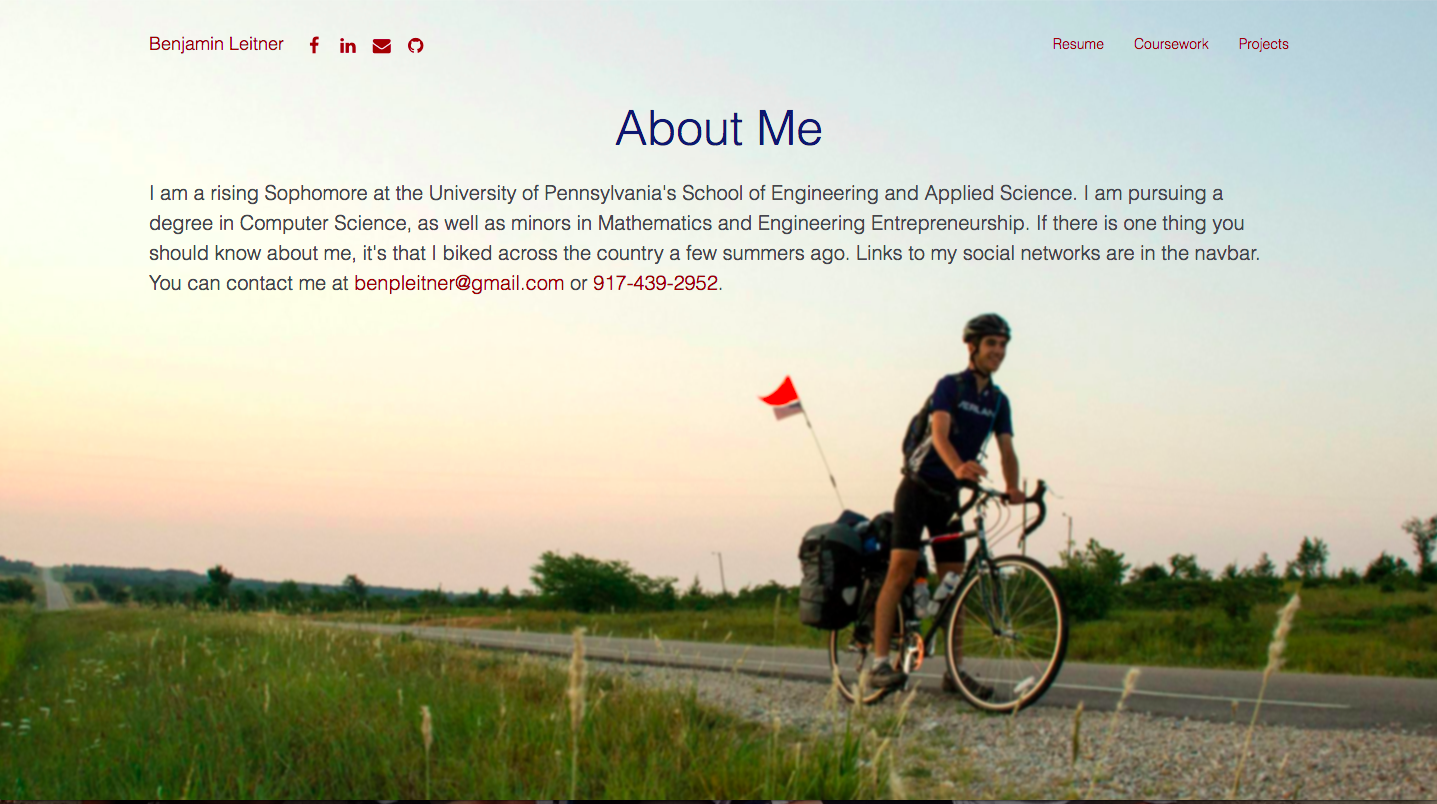 Benjamin Leitner
Resume Coursework Projects
About Me
I am a rising Sophomore at the University of Pennsylvania's School of Engineering and Applied Science. I am pursuing a
degree in Computer Science, as well as minors in Mathematics and Engineering Entrepreneurship. If there is one thing you
should know about me, it's that I biked across the country a few summers ago. Links to my social networks are in the navbar.
You can contact me at benpleitner@gmail.com or 917-439-2952.